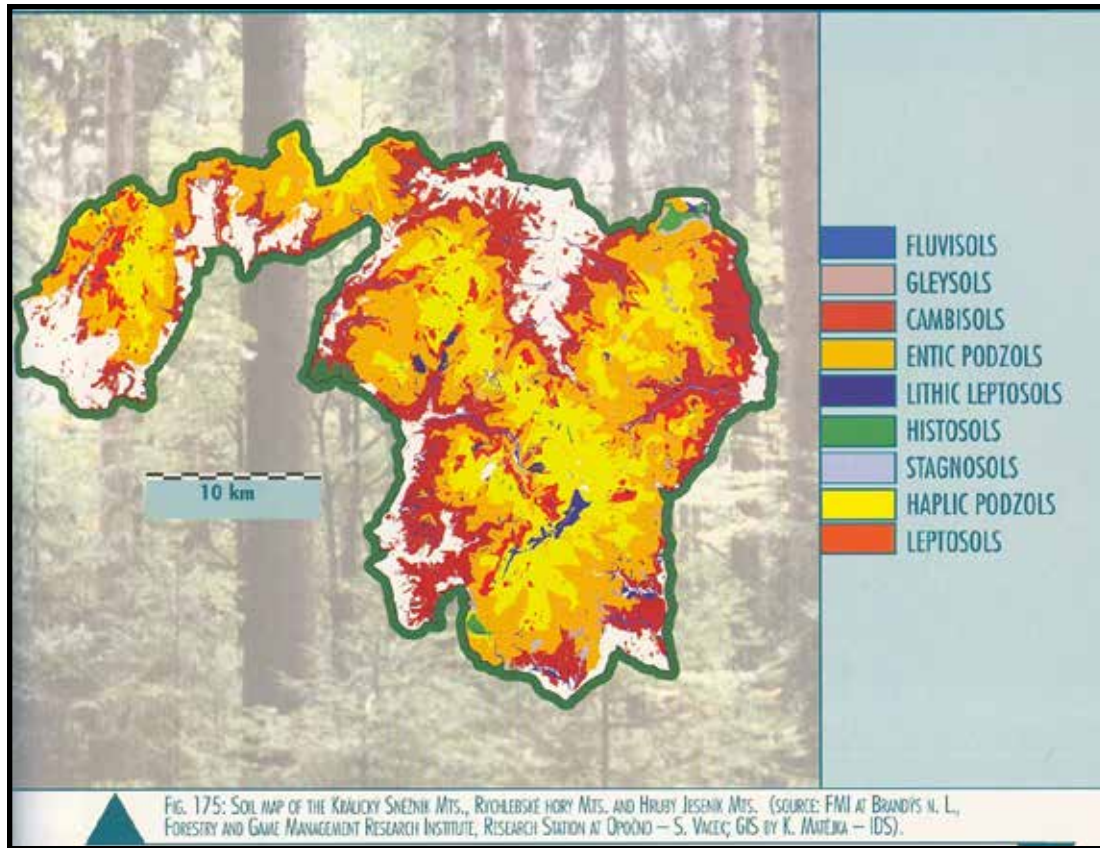 FLUVISOLS
GLEYSOLS
CAMBISOLS
ENTIC PODZOLS
LITHIC LEPTOSOLS
HISTOSOLS
STAGNOSOLS
HAPLIC PODZOLS
LEPTOSOLS
10 km
FIG. 175: SOIL MAP OF THE KRÁLICKÝ SNĚŽNÍK MTS., RYCHLEBSKÉ HORY MTS. AND HRUBÝ JESENÍK MTS. (SOURCE: FMI AT BRANDÝS N. L.,
FORESTRY AND GAME MANAGEMENT RESEARCH INSTITUTE, RESEARCH STATION AT OPOČNO – S. VACEK; GIS BY K. MATĚJKA – IDS).